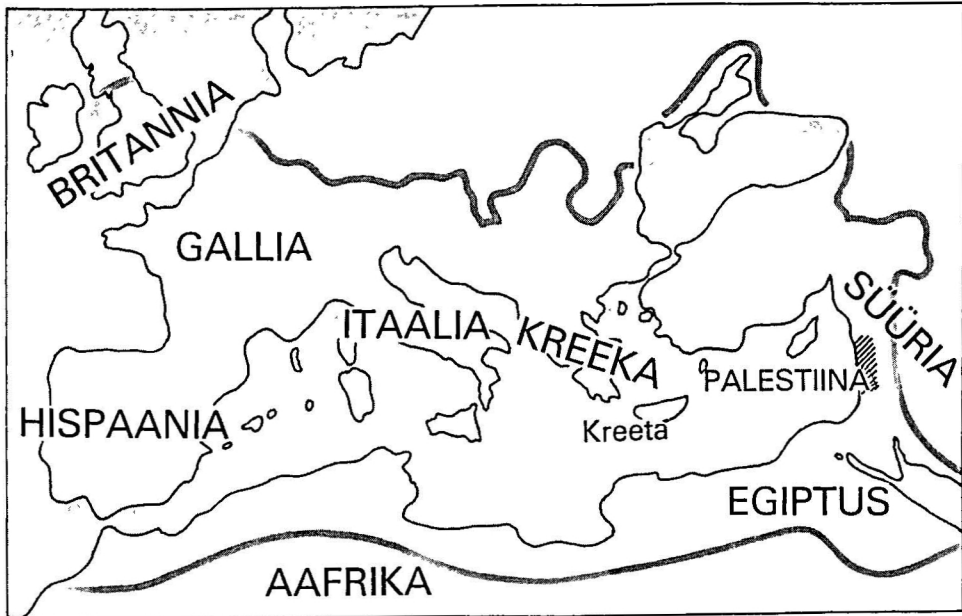 BRITANNIA
GALLIA
ITAALIA
KREEKA
SÜÜRIA
PALESTIINA
HISPAANIA
Kreeta
EGIPTUS
AAFRIKA